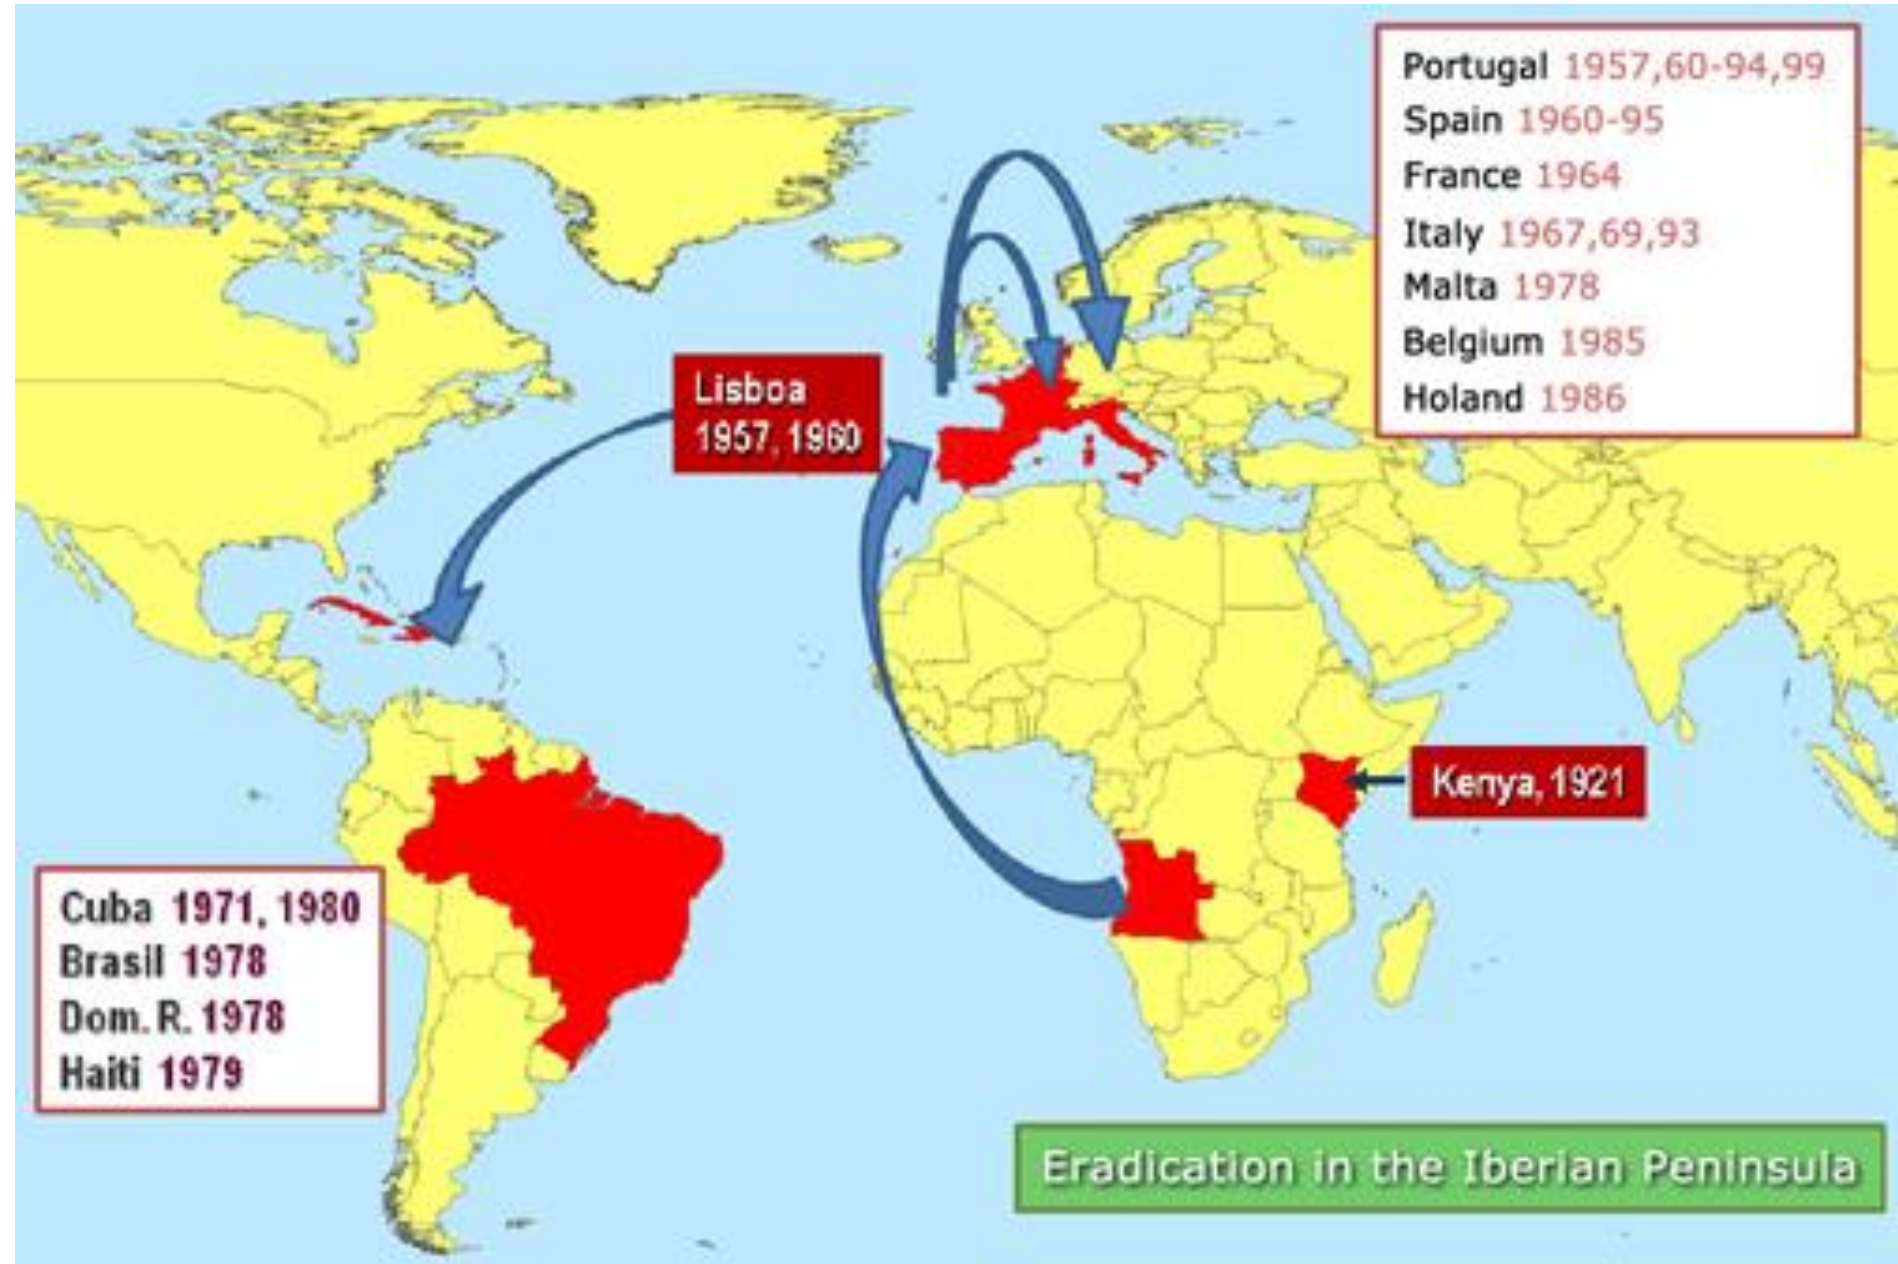 Portugal 1957,60-94,99
Spain 1960-95
France 1964
Italy 1967,69,93
Malta 1978
Belgium 1985
Holand 1986
Lisboa
1957, 1960
Kenya, 1921
Cuba 1971, 1980
Brasil 1978
Dom. R. 1978
Haiti 1979
Eradication in the Iberian Peninsula